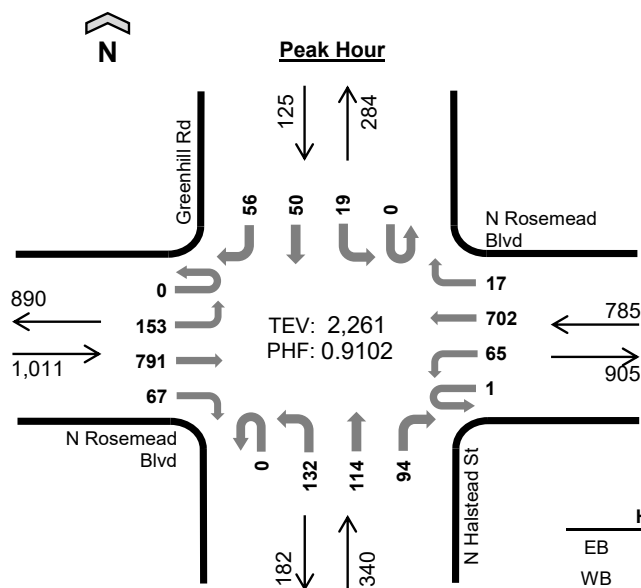 N
Peak Hour
Greenhill Rd
125
284
56
50
19
0
N Rosemead
Blvd
0
17
890
153
TEV: 2,261
702
785
1,011
791
PHF: 0.9102
65
905
67
1
N Rosemead
Blvd
0
132
114
94
N Halstead St
182
340
H
EB
WB